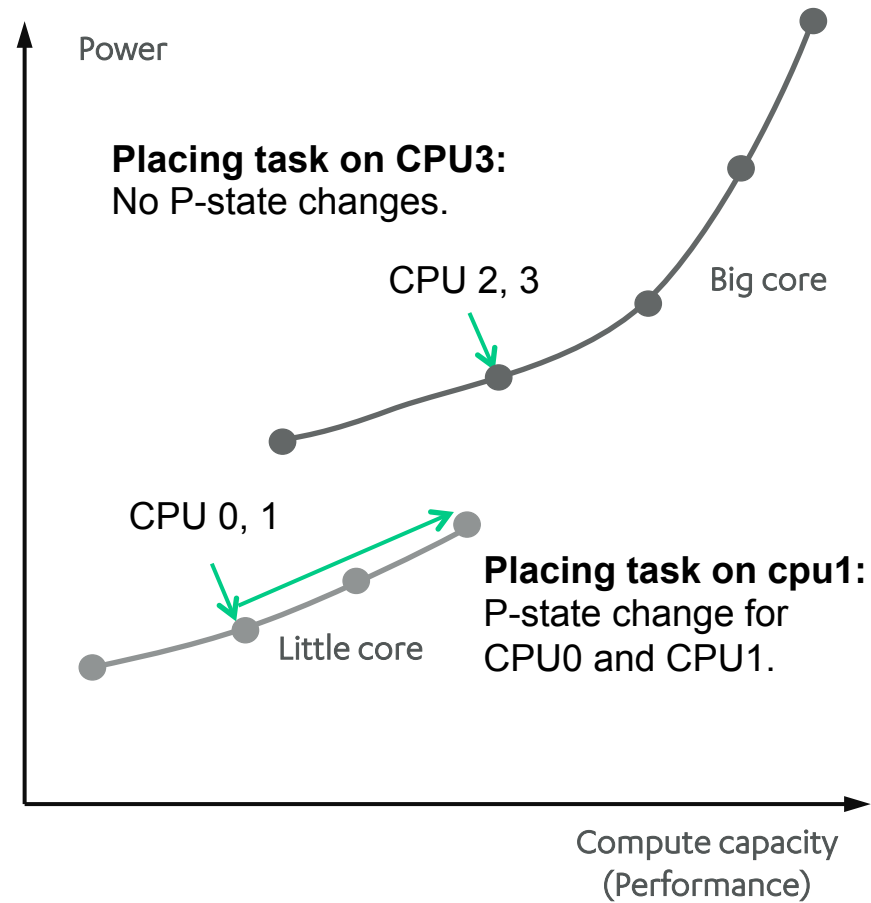 Power
Placing task on CPU3:
No P-state changes.
CPU 2, 3
Big core
CPU 0, 1
Placing task on cpu1:
P-state change for
CPU0 and CPU1.
Little core
Compute capacity
(Performance)